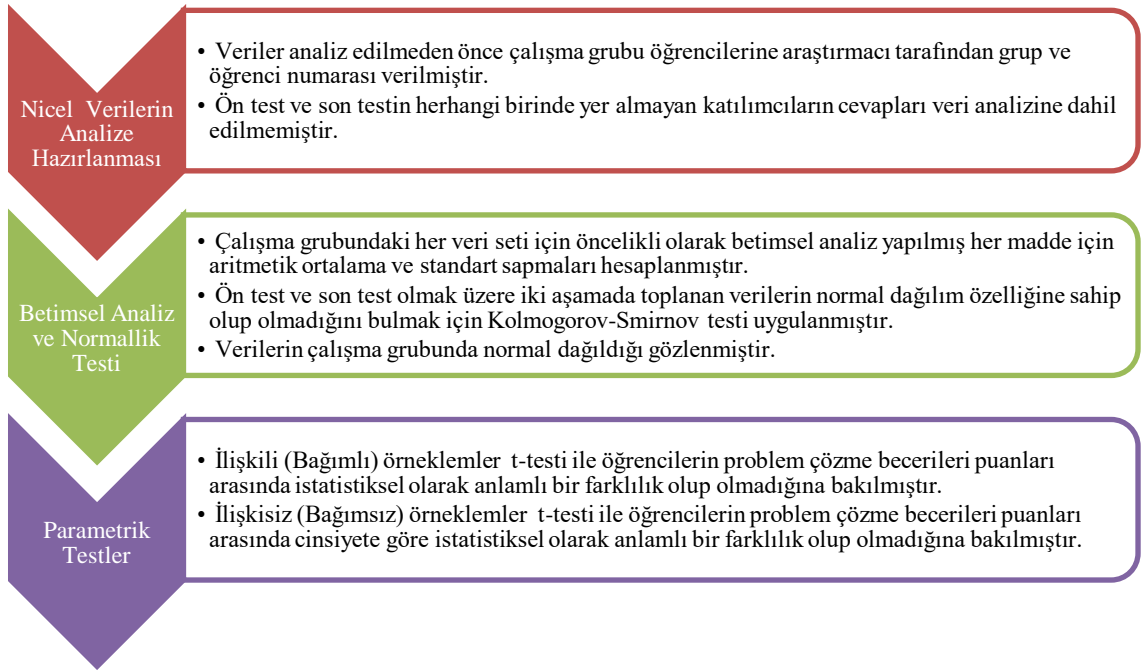 Nicel Verilerin
Analize
Hazırlanması
• Veriler analiz edilmeden önce çalışma grubu öğrencilerine araştırmacı tarafından grup ve
öğrenci numarası verilmiştir.
• Ön test ve son testin herhangi birinde yer almayan katılımcıların cevapları veri analizine dahil
edilmemiştir.
Betimsel Analiz
ve Normallik
Testi
• Çalışma grubundaki her veri seti için öncelikli olarak betimsel analiz yapılmış her madde için
aritmetik ortalama ve standart sapmaları hesaplanmıştır.
• Ön test ve son test olmak üzere iki aşamada toplanan verilerin normal dağılım özelliğine sahip
olup olmadığını bulmak için Kolmogorov-Smirnov testi uygulanmıştır.
• Verilerin çalışma grubunda normal dağıldığı gözlenmiştir.
Parametrik
Testler
• İlişkili (Bağımlı) örneklemler t-testi ile öğrencilerin problem çözme becerileri puanları
arasında istatistiksel olarak anlamlı bir farklılık olup olmadığına bakılmıştır.
• İlişkisiz (Bağımsız) örneklemler t-testi ile öğrencilerin problem çözme becerileri puanları
arasında cinsiyete göre istatistiksel olarak anlamlı bir farklılık olup olmadığına bakılmıştır.